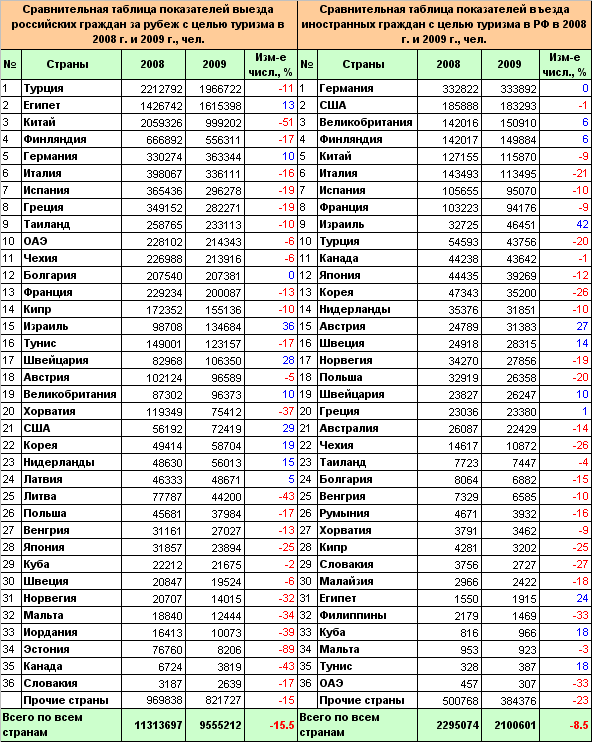 Сравнительная таблица показателей выезда российских граждан за рубеж с целью туризма в 2008 г. и 2009 г., чел. Сравнительная таблица показателей въезда иностранных граждан с целью туризма в РФ в 2008 г. и 2009 г., чел.
№ Страны 2008 2009 Изм-е числ., % № Страны 2008 2009 Изм-е числ., %
1 Турция 2212792 1966722 -11 1 Германия 332822 333892 0
2 Египет 1426742 1615398 13 2 США 185888 183293 -1
3 Китай 2059326 999202 -51 3 Великобритания 142016 150910 6
4 Финляндия 666892 556311 -17 4 Финляндия 142017 149884 6
5 Германия 330274 363344 10 5 Китай 127155 115870 -9
6 Италия 398067 336111 -16 6 Италия 143493 113495 -21
7 Испания 365436 296278 -19 7 Испания 105655 95070 -10
8 Греция 349152 282271 -19 8 Франция 103223 94176 -9
9 Таиланд 258765 233113 -10 9 Израиль 32725 46451 42
10 ОАЭ 228102 214343 -6 10 Турция 54593 43756 -20
11 Чехия 226988 213916 -6 11 Канада 44238 43642 -1
12 Болгария 207540 207381 0 12 Япония 44435 39269 -12
13 Франция 229234 200087 -13 13 Корея 47343 35200 -26
14 Кипр 172352 155136 -10 14 Нидерланды 35376 31851 -10
15 Израиль 98708 134684 36 15 Австрия 24789 31383 27
16 Тунис 149001 123157 -17 16 Швеция 24918 28315 14
17 Швейцария 82968 106350 28 17 Норвегия 34270 27856 -19
18 Австрия 102124 96589 -5 18 Польша 32919 26358 -20
19 Великобритания 87302 96373 10 19 Швейцария 23827 26247 10
20 Хорватия 119349 75412 -37 20 Греция 23036 23380 1
21 США 56192 72419 29 21 Австралия 26087 22429 -14
22 Корея 49414 58704 19 22 Чехия 14617 10872 -26
23 Нидерланды 48630 56013 15 23 Таиланд 7723 7447 -4
24 Латвия 46333 48671 5 24 Болгария 8064 6882 -15
25 Литва 77787 44200 -43 25 Венгрия 7329 6585 -10
26 Польша 45681 37984 -17 26 Румыния 4671 3932 -16
27 Венгрия 31161 27027 -13 27 Хорватия 3791 3462 -9
28 Япония 31857 23894 -25 28 Кипр 4281 3202 -25
29 Куба 22212 21675 -2 29 Словакия 3756 2727 -27
30 Швеция 20847 19524 -6 30 Малайзия 2966 2422 -18
31 Норвегия 20707 14015 -32 31 Египет 1550 1915 24
32 Мальта 18840 12444 -34 32 Филиппины 2179 1469 -33
33 Иордания 16413 10073 -39 33 Куба 816 966 18
34 Эстония 76760 8206 -89 34 Мальта 953 923 -3
35 Канада 6724 3819 -43 35 Тунис 328 387 18
36 Словакия 3187 2639 -17 36 ОАЭ 457 307 -33
Прочие страны 969838 821727 -15 Прочие страны 500768 384376 -23
Всего по всем странам 11313697 9555212 -15.5 Всего по всем странам 2295074 2100601 -8.5